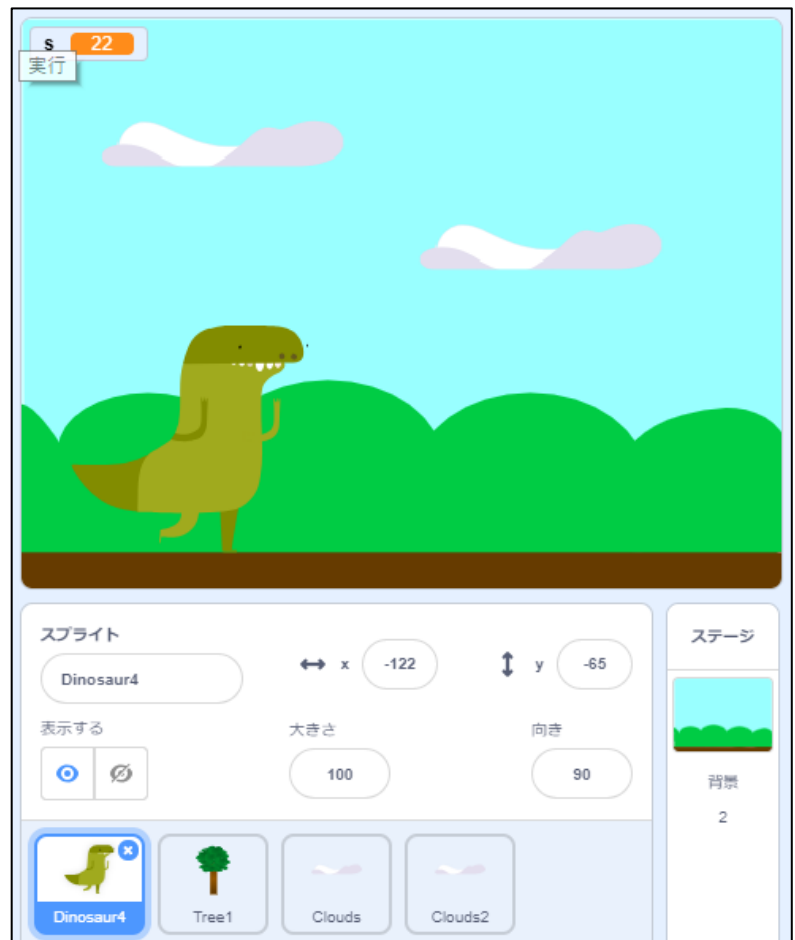 s 22
実行
スプライト
Dinosaur4
x -122
y -65
表示する
大きさ
100
向き
90
ステージ
背景
2
Dinosaur4
Tree1
Clouds
Clouds2